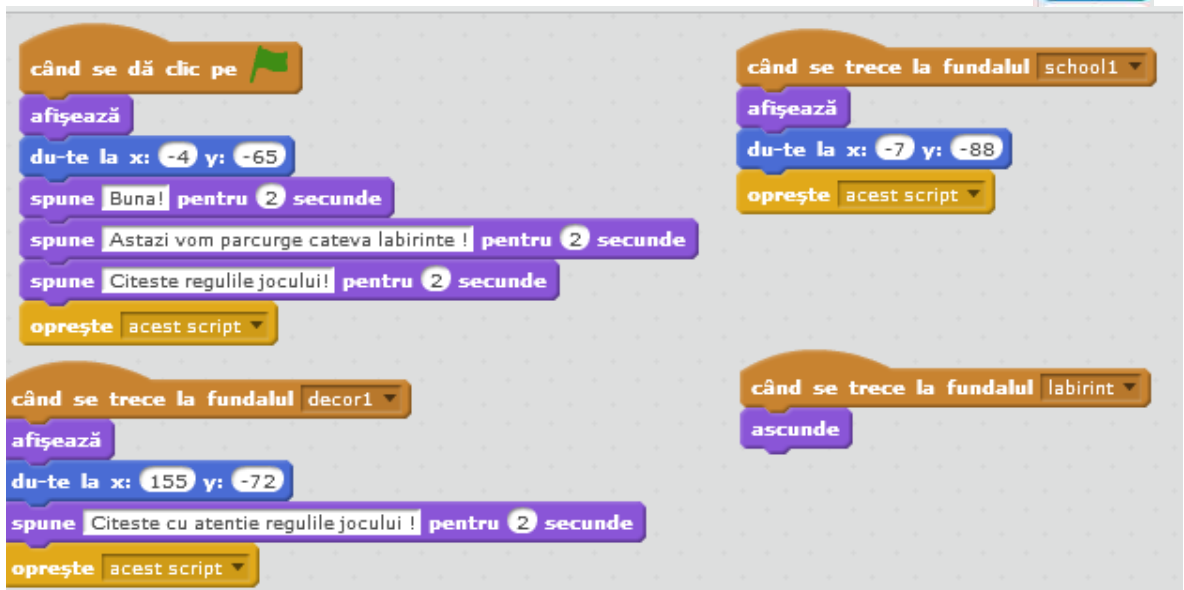 când se dă clic pe
afișează
du-te la x: -4 y: -65
spune Buna! pentru 2 secunde
spune Astazi vom parcurge cateva labirinte ! pentru 2 secunde
spune Citeste regulile jocului! pentru 2 secunde
oprește acest script
când se trece la fundalul decor1
afișează
du-te la x: 155 y: -72
spune Citeste cu atentie regulile jocului ! pentru 2 secunde
oprește acest script
când se trece la fundalul school1
afișează
du-te la x: -7 y: -88
oprește acest script
când se trece la fundalul labirint
ascunde